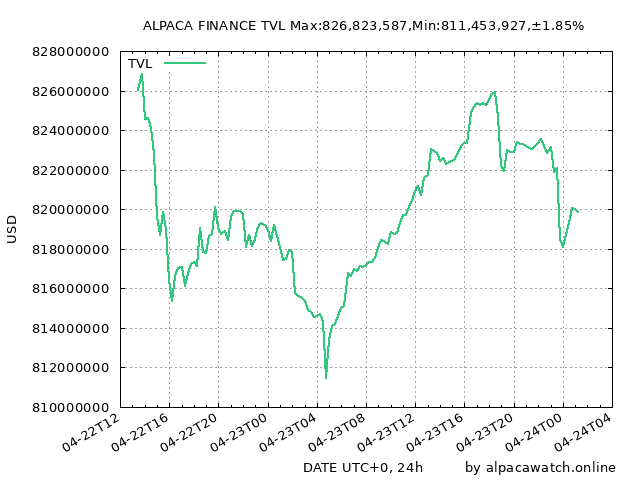 ALPACA FINANCE TVL Max:826,823,587,Min:811,453,927,±1.85%
828000000
TVL
826000000
824000000
822000000
820000000
818000000
816000000
814000000
812000000
810000000
USD
04-22T12
04-22T16
04-22T20
04-23T00
04-23T04
04-23T08
04-23T12
04-23T16
04-23T20
04-24T00
04-24T04
DATE UTC+0, 24h
by alpacawatch.online